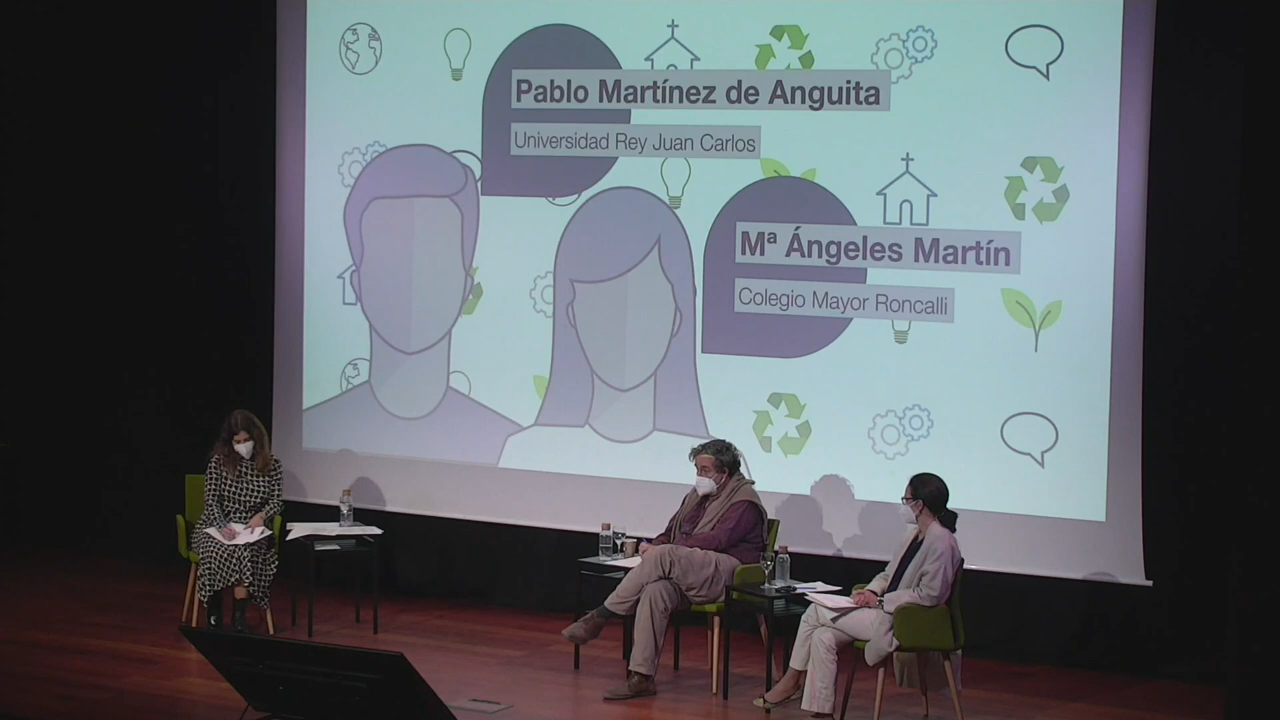 Pablo Martínez de Anguita
Universidad Rey Juan Carlos
Mª Ángeles Martín
Colegio Mayor Roncalli